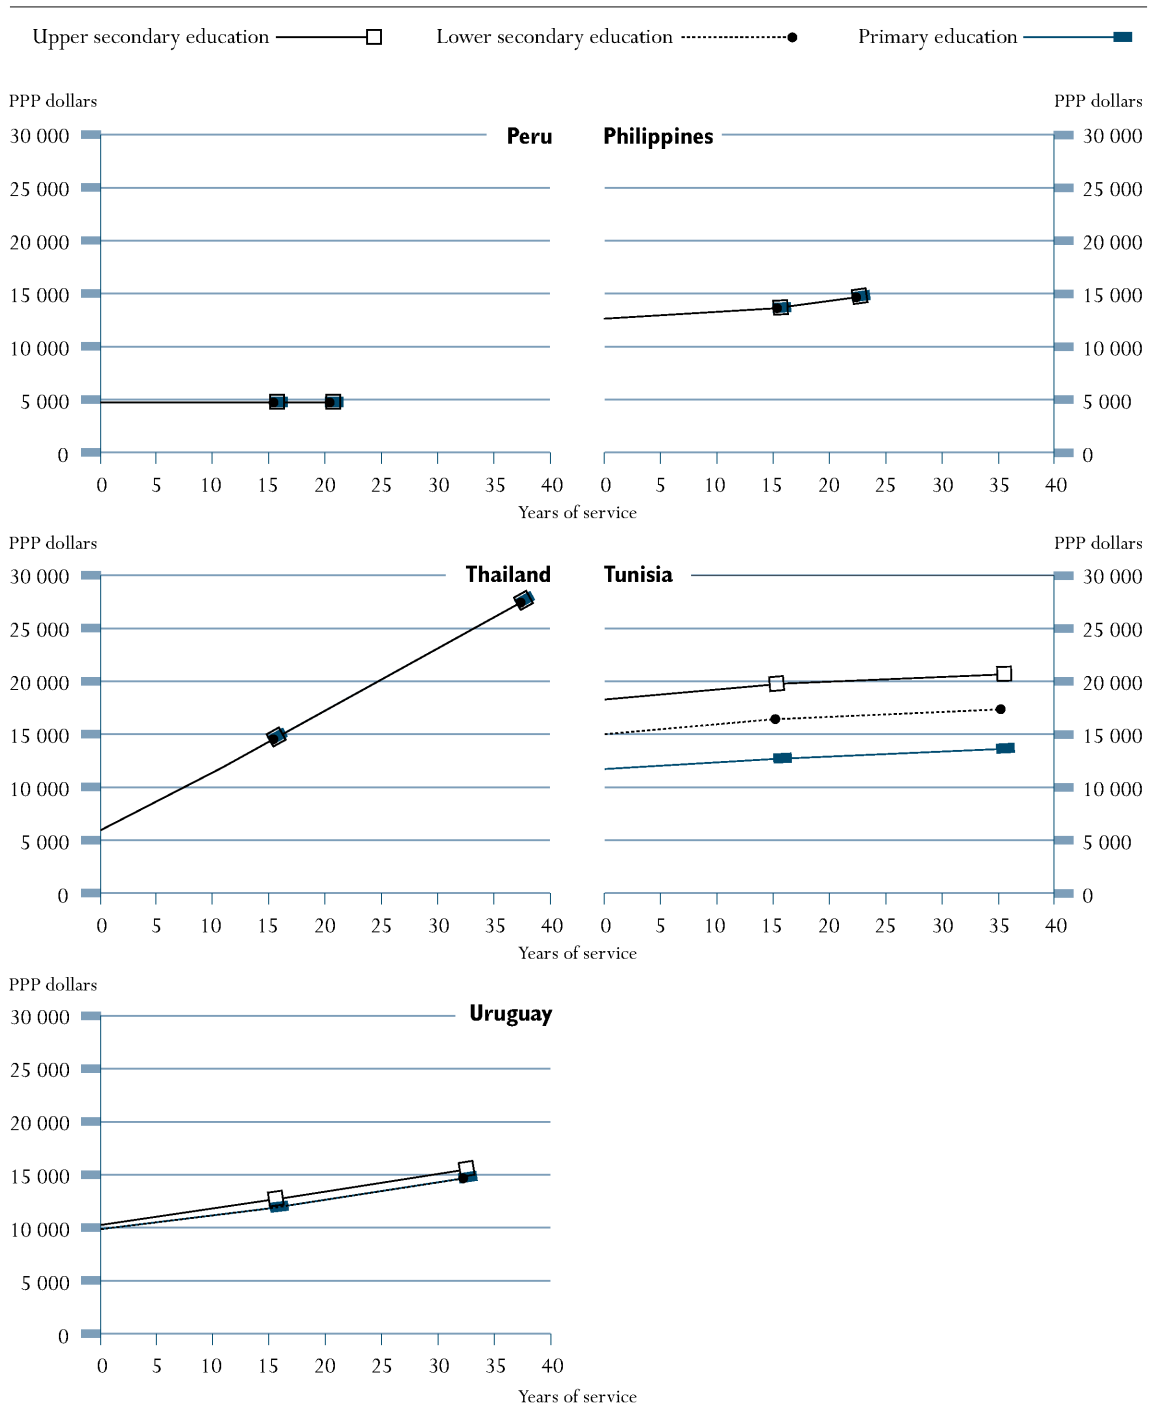 Upper secondary education Lower secondary education Primary education
PPP dollars PPP dollars
30 000 Peru Philippines 30 000
25 000 25 000
20 000 20 000
15 000 15 000
10 000 10 000
5 000 5 000
0 0
0 5 10 15 20 25 30 35 40 0 5 10 15 20 25 30 35 40
Years of service
PPP dollars PPP dollars
30 000 Thailand Tunisia 30 000
25 000 25 000
20 000 20 000
15 000 15 000
10 000 10 000
5 000 5 000
0 0
0 5 10 15 20 25 30 35 40 0 5 10 15 20 25 30 35 40
Years of service
PPP dollars
30 000 Uruguay
25 000
20 000
15 000
10 000
5 000
0
0 5 10 15 20 25 30 35 40
Years of service